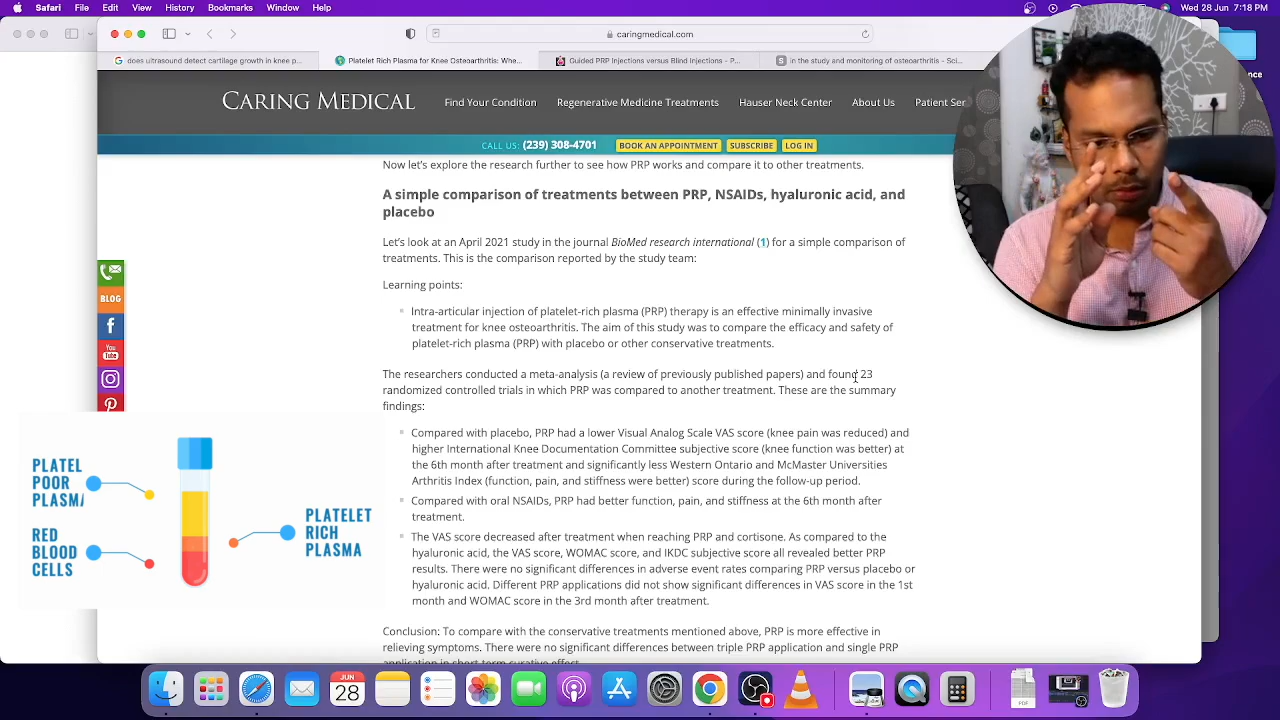 Safari File Edit View History Bookmarks Window Help
Wed 28 Jun 7:18 PM
caringmedical.com
does ultrasound detect cartilage growth in knee p...
Platelet Rich Plasma for Knee Osteoarthritis: Whe...
Guided PRP Injections versus Blind Injections - P...
in the study and monitoring of osteoarthritis - Sci...
CARING MEDICAL
Find Your Condition Regenerative Medicine Treatments Hauser Neck Center About Us Patient Ser
CALL US: (239) 308-4701 BOOK AN APPOINTMENT SUBSCRIBE LOG IN
Now let's explore the research further to see how PRP works and compare it to other treatments.
A simple comparison of treatments between PRP, NSAIDs, hyaluronic acid, and
placebo
Let's look at an April 2021 study in the journal BioMed research international (1) for a simple comparison of
treatments. This is the comparison reported by the study team:
Learning points:
Intra-articular injection of platelet-rich plasma (PRP) therapy is an effective minimally invasive
treatment for knee osteoarthritis. The aim of this study was to compare the efficacy and safety of
platelet-rich plasma (PRP) with placebo or other conservative treatments.
The researchers conducted a meta-analysis (a review of previously published papers) and found 23
randomized controlled trials in which PRP was compared to another treatment. These are the summary
findings:
Compared with placebo, PRP had a lower Visual Analog Scale VAS score (knee pain was reduced) and
higher International Knee Documentation Committee subjective score (knee function was better) at
the 6th month after treatment and significantly less Western Ontario and McMaster Universities
Arthritis Index (function, pain, and stiffness were better) score during the follow-up period.
Compared with oral NSAIDs, PRP had better function, pain, and stiffness at the 6th month after
treatment.
The VAS score decreased after treatment when reaching PRP and cortisone. As compared to the
hyaluronic acid, the VAS score, WOMAC score, and IKDC subjective score all revealed better PRP
results. There were no significant differences in adverse event rates comparing PRP versus placebo or
hyaluronic acid. Different PRP applications did not show significant differences in VAS score in the 1st
month and WOMAC score in the 3rd month after treatment.
Conclusion: To compare with the conservative treatments mentioned above, PRP is more effective in
relieving symptoms. There were no significant differences between triple PRP application and single PRP
application in short-term curative effect.
BLOG
You
Tube
PLATEL
POOR
PLASMA
RED
BLOOD
CELLS
PLATELET
RICH
PLASMA
JUN
28
PDF